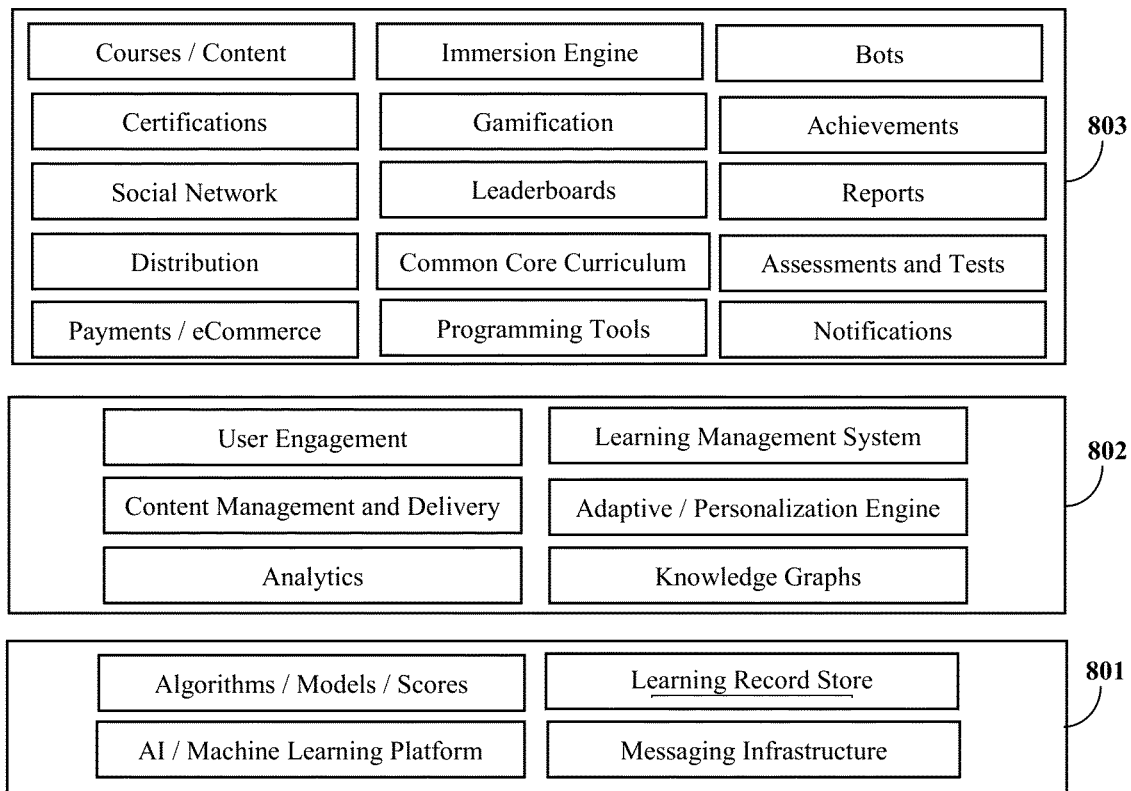 Courses / Content
Immersion Engine
Bots
Certifications
Gamification
Achievements
803
Social Network
Leaderboards
Reports
Distribution
Common Core Curriculum
Assessments and Tests
Payments / eCommerce
Programming Tools
Notifications
User Engagement
Learning Management System
802
Content Management and Delivery
Adaptive / Personalization Engine
Analytics
Knowledge Graphs
Algorithms / Models / Scores
Learning Record Store
801
AI / Machine Learning Platform
Messaging Infrastructure